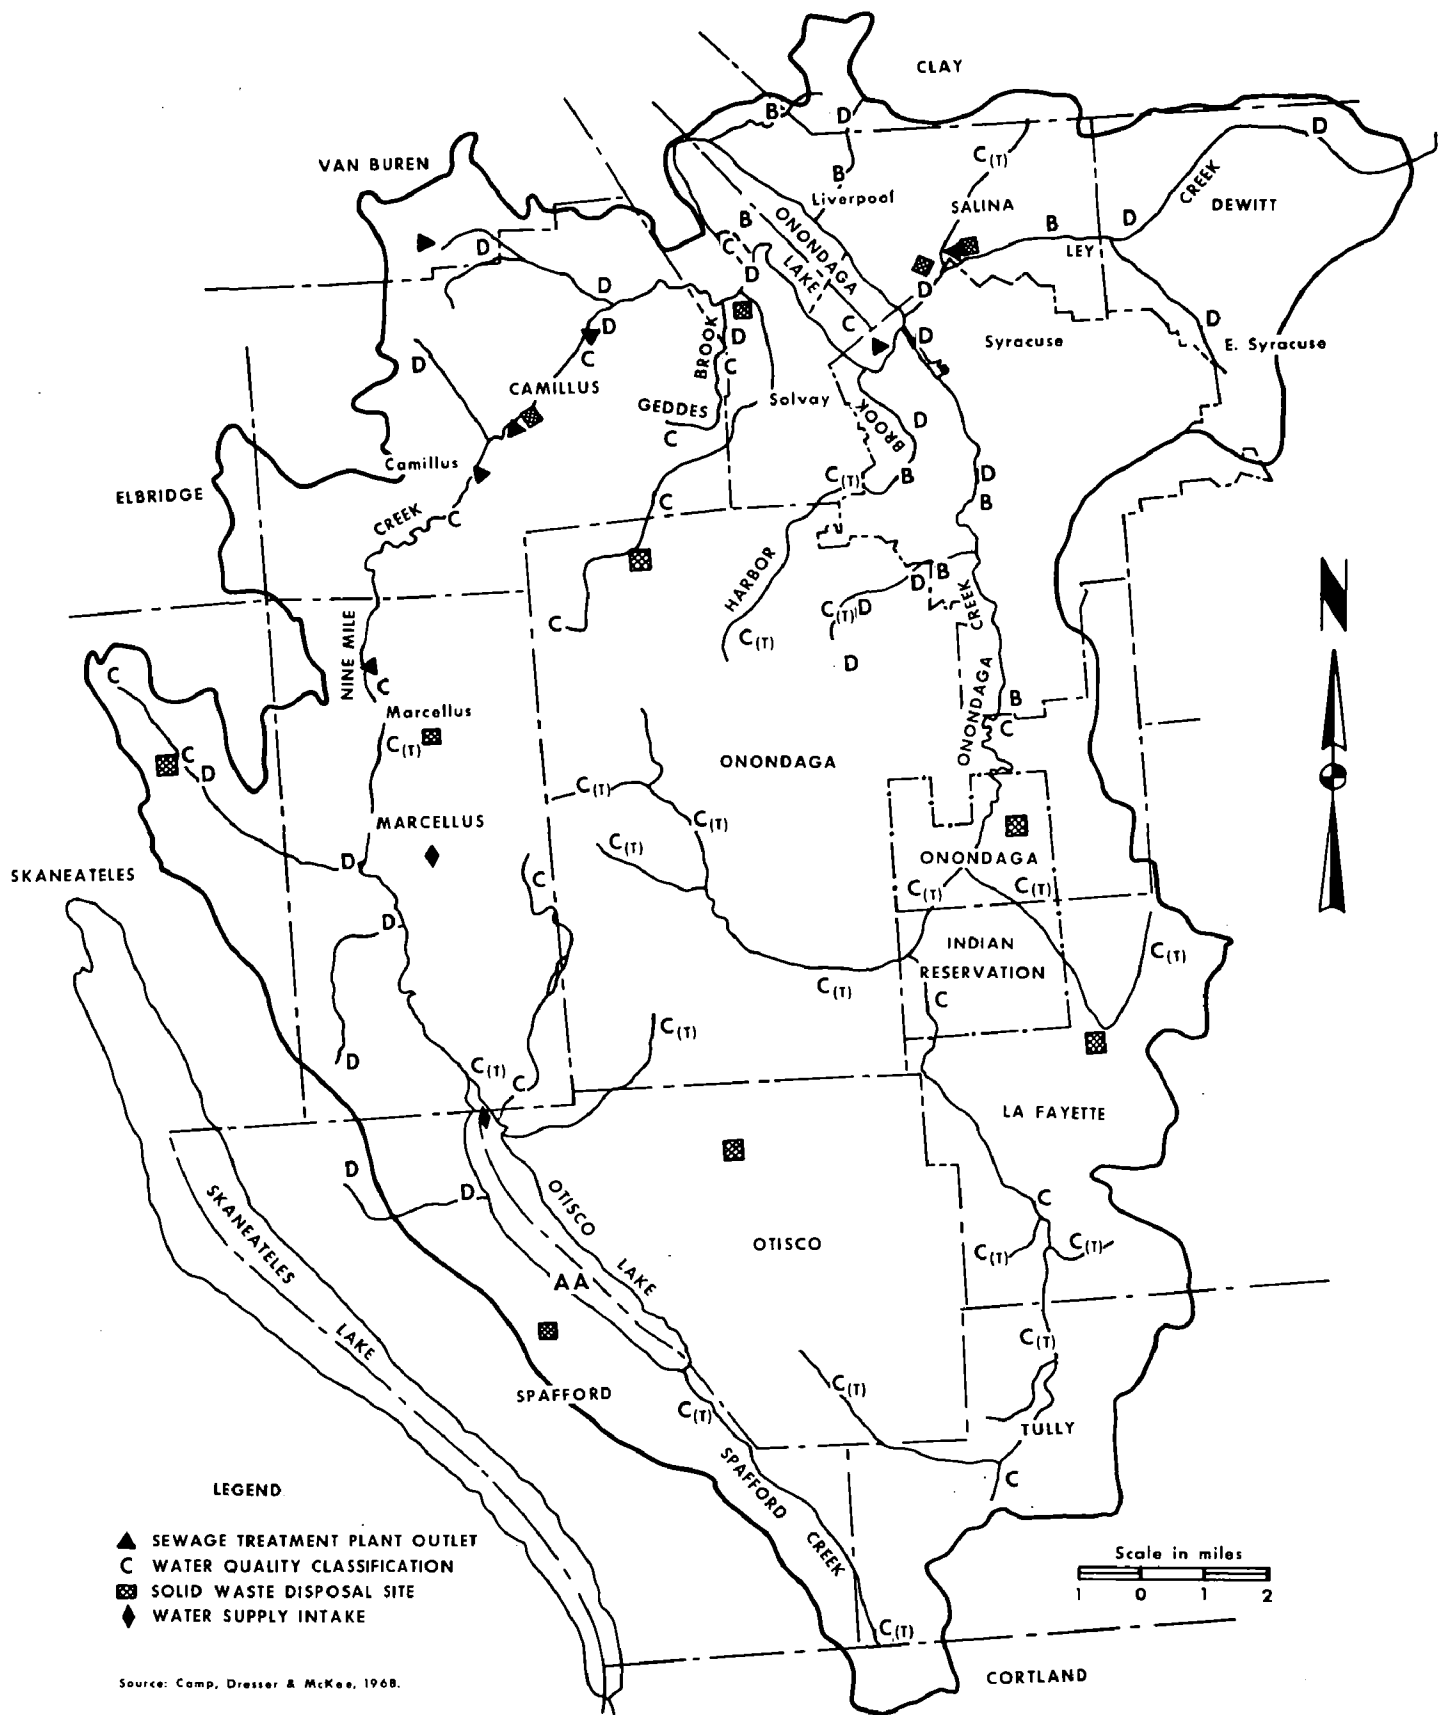 CLAY
B
D
D
VAN BUREN
C(T)
CREEK
B
Liverpool
SALINA
DEWITT
B
ONONDAGA
LAKE
B
D
LEY
D
C
D
D
D
D
D
Syracuse
E. Syracuse
C
D
D
BROOK
D
C
C
D
CAMILLUS
GEDDES
Solvay
C
BROOK
D
Camillus
C(T)
B
D
B
ELBRIDGE
CREEK
C
C
HARBOR
D
B
CREEK
C(T)
D
C
C(T)
D
NINE MILE
C
C
ONONDAGA
B
C
Marcellus
C(T)
C
D
ONONDAGA
C(T)
C(T)
MARCELLUS
C(T)
D
ONONDAGA
SKANEATELES
C
C(T)
C(T)
D
INDIAN
RESERVATION
C(T)
C(T)
C
C(T)
D
C(T)
C
LA FAYETTE
D
D
SKANEATELES
LAKE
OTISCO
LAKE
C
OTISCO
C(T)
C(T)
AA
C(T)
C(T)
SPAFFORD
C(T)
TULLY
SPAFFORD
CREEK
C
LEGEND
SEWAGE TREATMENT PLANT OUTLET
C WATER QUALITY CLASSIFICATION
SOLID WASTE DISPOSAL SITE
WATER SUPPLY INTAKE
N
Scale in miles
1 0 1 2
C(T)
CORTLAND
Source: Camp, Dresser & McKee, 1968.